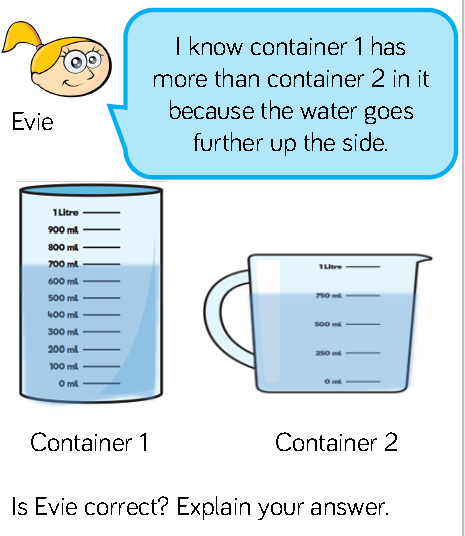 I know container 1 has
more than container 2 in it
because the water goes
further up the side.
Evie
1 Litre
900 ml
800 ml
700 ml
600 ml
500 ml
400 ml
300 ml
200 ml
100 ml
0 ml
1 Litre
750 ml
500 ml
250 ml
0 ml
Container 1
Container 2
Is Evie correct? Explain your answer.